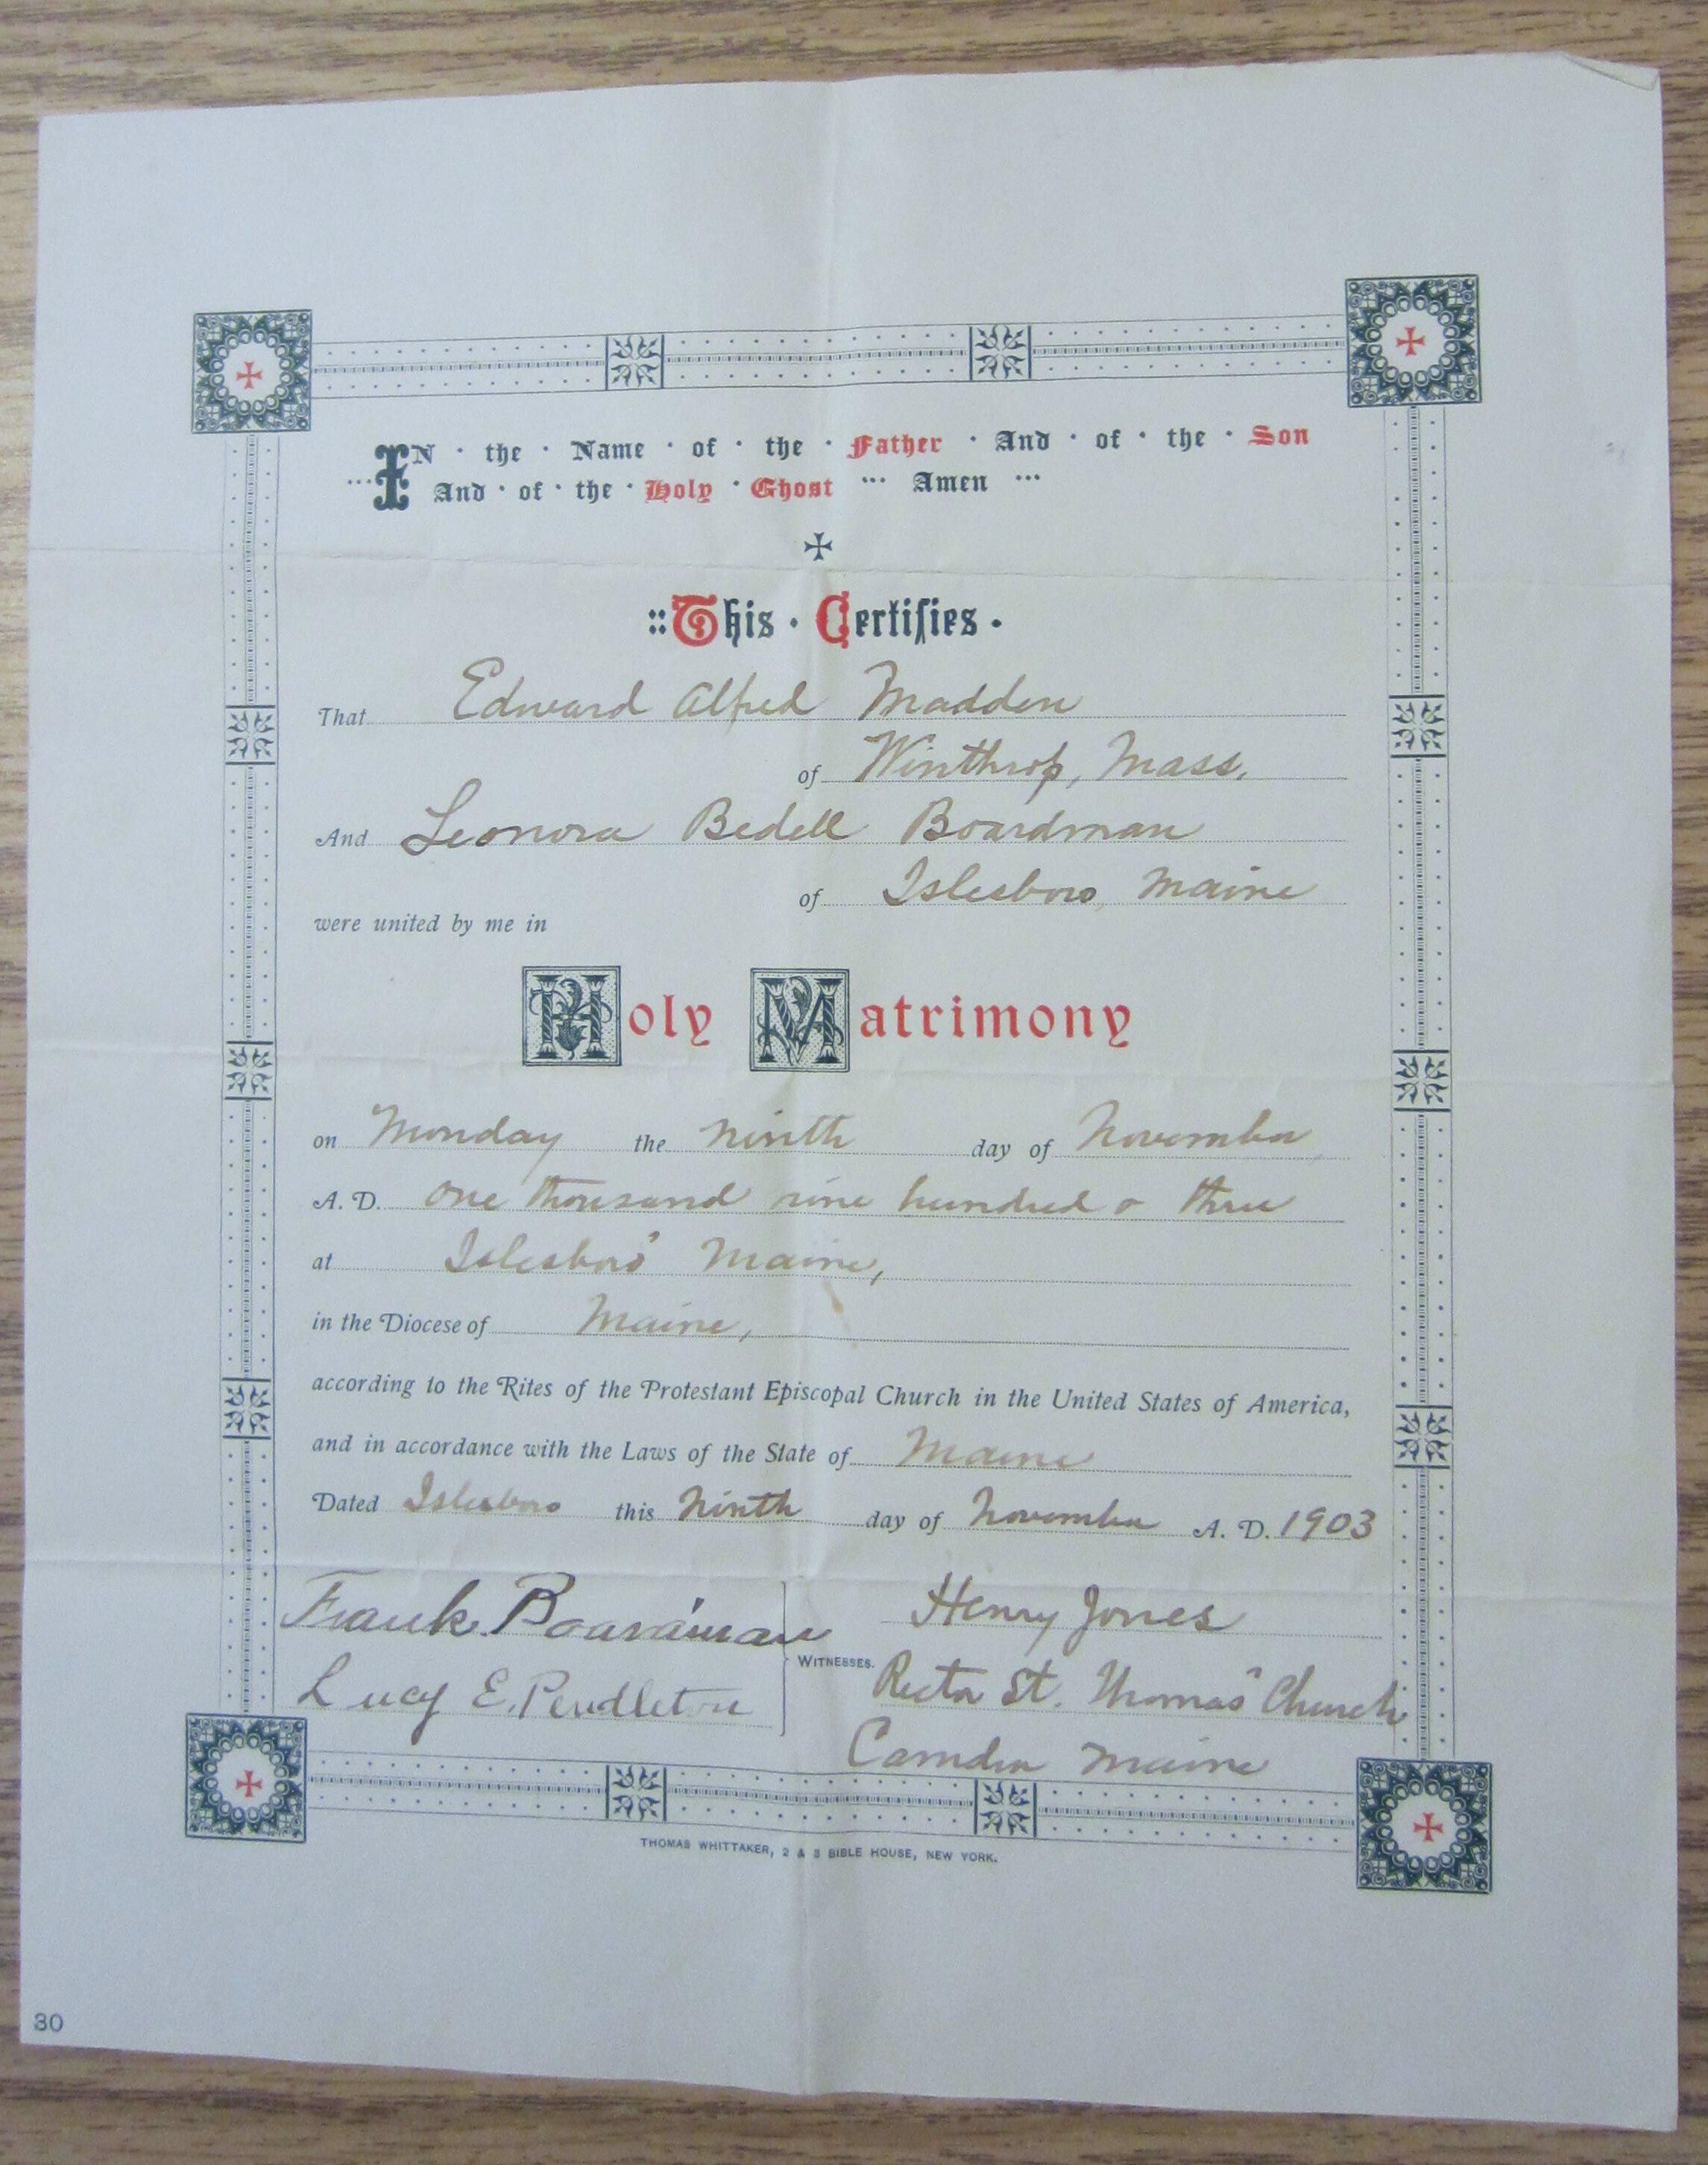 IN · the · Name · of · the · Father · And · of · the · Son
··· And · of · the · Holy · Ghost ··· Amen ···
:: This · Certifies ·
That Edward Alfred Madden
of Winthrop, Mass.
And Leonora Bedell Boardman
of Islesboro, Maine
were united by me in
Holy Matrimony
on Monday the ninth day of November
A. D. One thousand nine hundred & three
at Islesboro' Maine,
in the Diocese of Maine,
according to the Rites of the Protestant Episcopal Church in the United States of America,
and in accordance with the Laws of the State of Maine
Dated Islesboro this Ninth day of November A. D. 1903
Frank Boardman Henry Jones
WITNESSES.
Lucy E. Pendleton Rector St. Thomas' Church
Camden Maine
THOMAS WHITTAKER, 2 & 3 BIBLE HOUSE, NEW YORK.
30